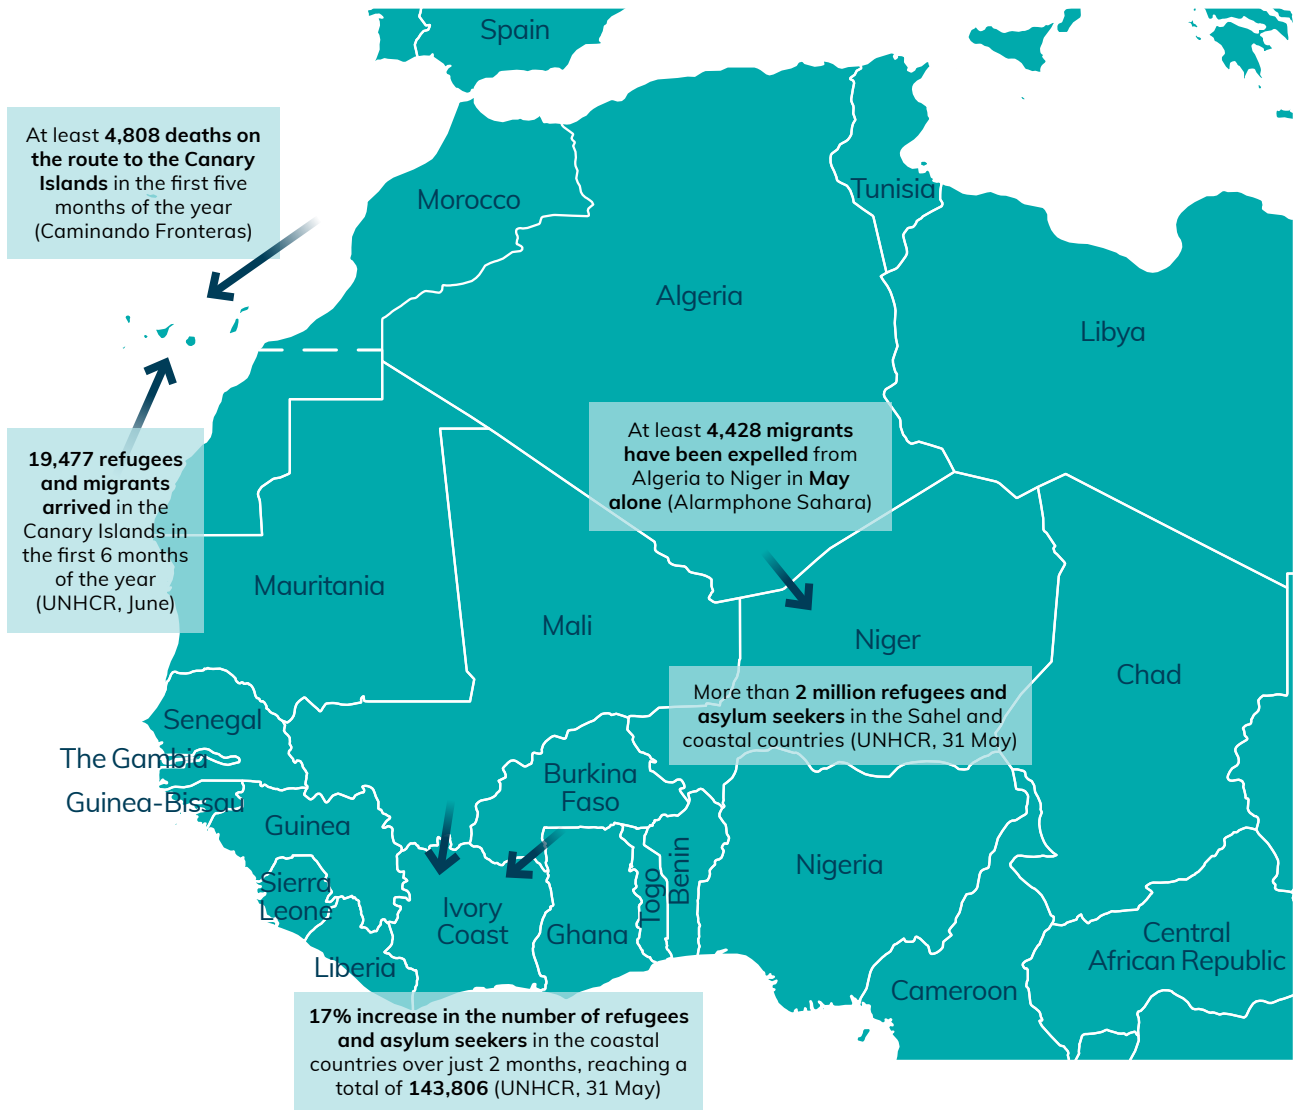 Spain
At least 4,808 deaths on
the route to the Canary
Islands in the first five
months of the year
(Caminando Fronteras)
Morocco
Tunisia
Algeria
Libya
At least 4,428 migrants
have been expelled from
Algeria to Niger in May
alone (Alarmphone Sahara)
19,477 refugees
and migrants
arrived in the
Canary Islands in
the first 6 months
of the year
(UNHCR, June)
Mauritania
Mali
Niger
Chad
More than 2 million refugees and
asylum seekers in the Sahel and
coastal countries (UNHCR, 31 May)
Senegal
The Gambia
Guinea-Bissau
Burkina
Faso
Guinea
Sierra
Leone
Ivory
Coast
Ghana
Togo
Benin
Nigeria
Central
African Republic
Cameroon
Liberia
17% increase in the number of refugees
and asylum seekers in the coastal
countries over just 2 months, reaching a
total of 143,806 (UNHCR, 31 May)